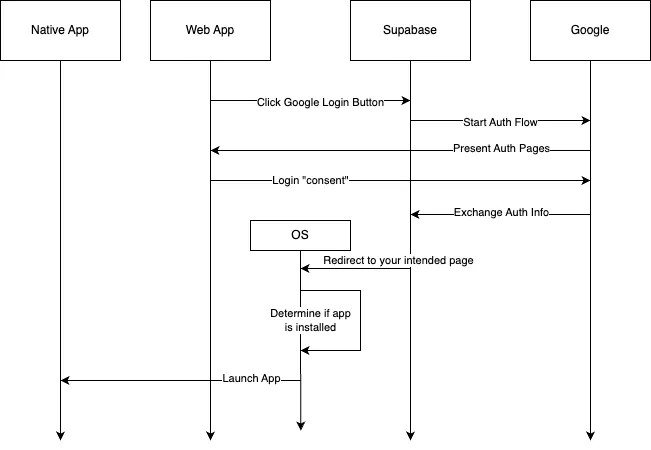 Native App
Web App
Supabase
Google
Click Google Login Button
Start Auth Flow
Present Auth Pages
Login "consent"
Exchange Auth Info
OS
Redirect to your intended page
Determine if app
is installed
Launch App